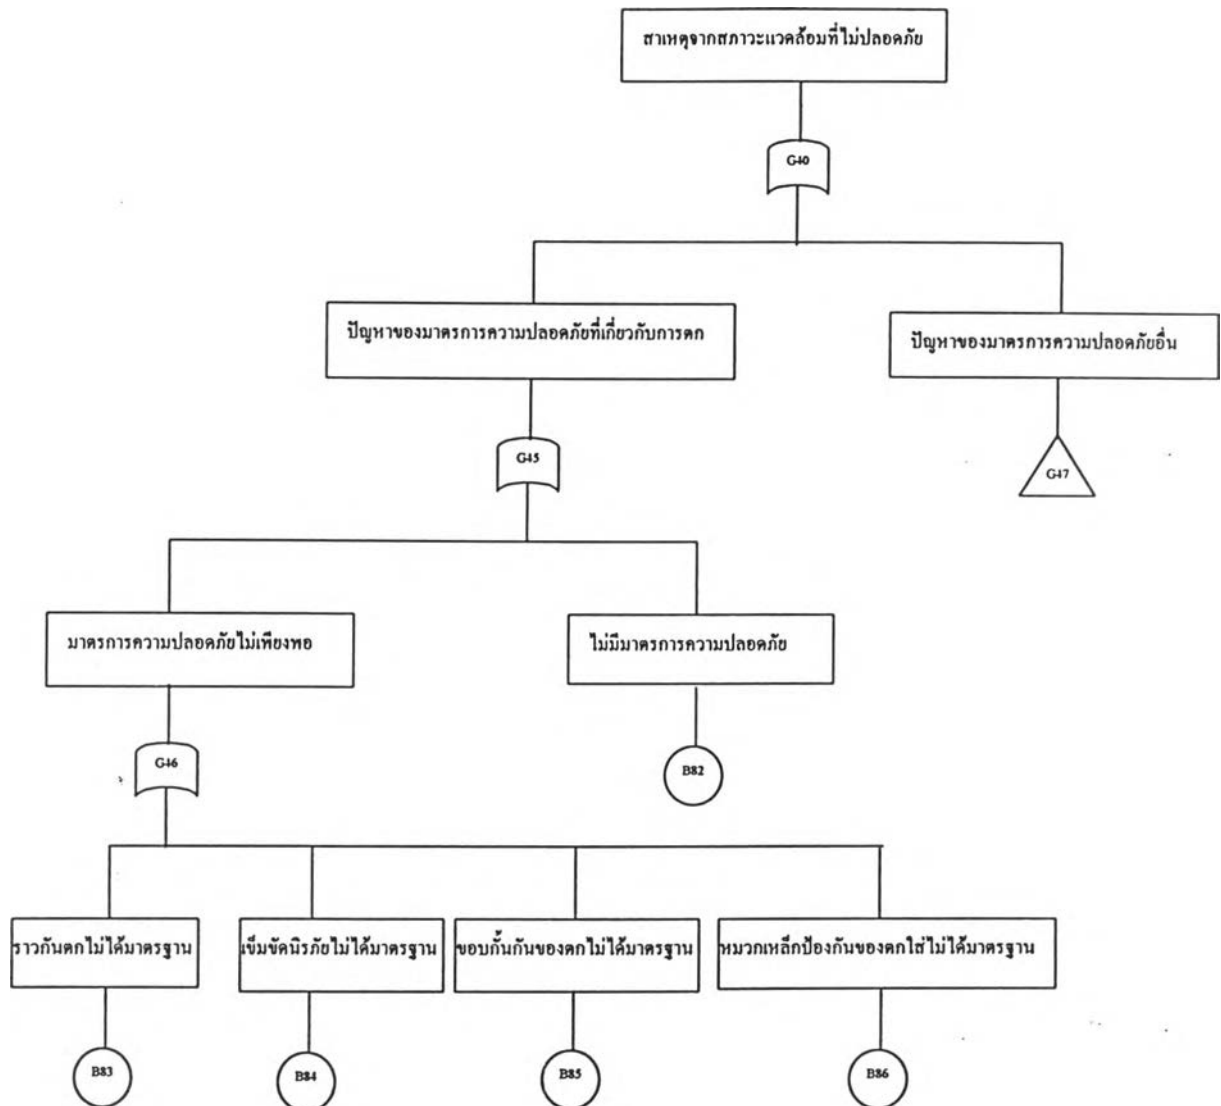 สาเหตุจากสภาวะแวดล้อมที่ไม่ปลอดภัย
G40
ปัญหาของมาตรการความปลอดภัยที่เกี่ยวกับการตก
ปัญหาของมาตรการความปลอดภัยอื่น
G45
G47
มาตรการความปลอดภัยไม่เพียงพอ
ไม่มีมาตรการความปลอดภัย
G46
B82
ราวกันตกไม่ได้มาตรฐาน
เข็มขัดนิรภัยไม่ได้มาตรฐาน
ขอบกั้นกันของตกไม่ได้มาตรฐาน
หมวกเหล็กป้องกันของตกใส่ไม่ได้มาตรฐาน
B83
B84
B85
B86